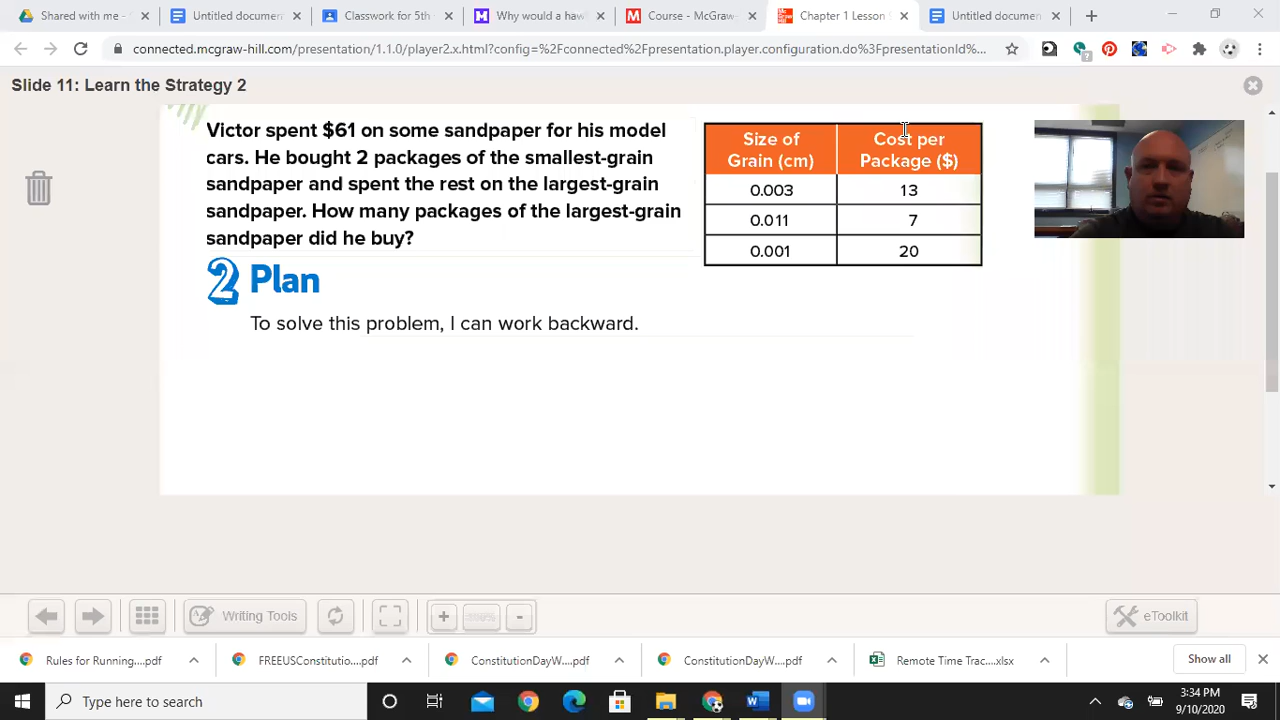 Shared with me -
Untitled Documen
Classwork for 5th
Why would a haw
Course - McGraw-
Chapter 1 Lesson
Untitled documen
connected.mcgraw-hill.com/presentation/1.1.0/player2.x.html?config=%2Fconnected%2Fpresentation.player.configuration.do%3FpresentationId%...
Slide 11: Learn the Strategy 2
Victor spent $61 on some sandpaper for his model
cars. He bought 2 packages of the smallest-grain
sandpaper and spent the rest on the largest-grain
sandpaper. How many packages of the largest-grain
sandpaper did he buy?
Size of Grain (cm) Cost per Package ($)
0.003 13
0.011 7
0.001 20
2 Plan
To solve this problem, I can work backward.
Writing Tools
+
-
eToolkit
Rules for Running....pdf
FREEUSConstitutio....pdf
ConstitutionDayW....pdf
ConstitutionDayW....pdf
Remote Time Trac....xlsx
Show all
Type here to search
3:34 PM
9/10/2020